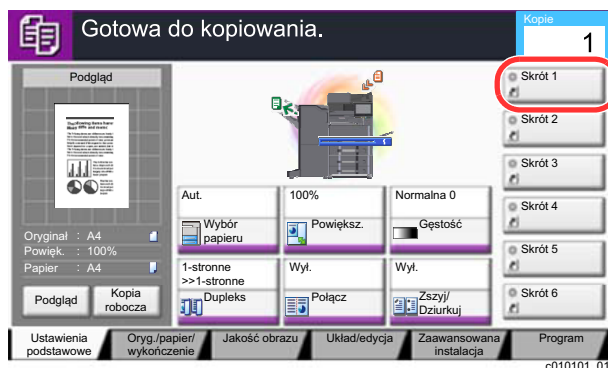 Gotowa do kopiowania.
Kopie
1
Podgląd
Oryginał : A4
Powięk. : 100%
Papier : A4
Podgląd
Kopia
robocza
Aut.
Wybór
papieru
100%
Powiększ.
Normalna 0
Gęstość
1-stronne
>>1-stronne
Dupleks
Wył.
Połącz
Wył.
Zszyj/
Dziurkuj
Skrót 1
Skrót 2
Skrót 3
Skrót 4
Skrót 5
Skrót 6
Ustawienia
podstawowe
Oryg./papier/
wykończenie
Jakość obrazu
Układ/edycja
Zaawansowana
instalacja
Program
c010101_01